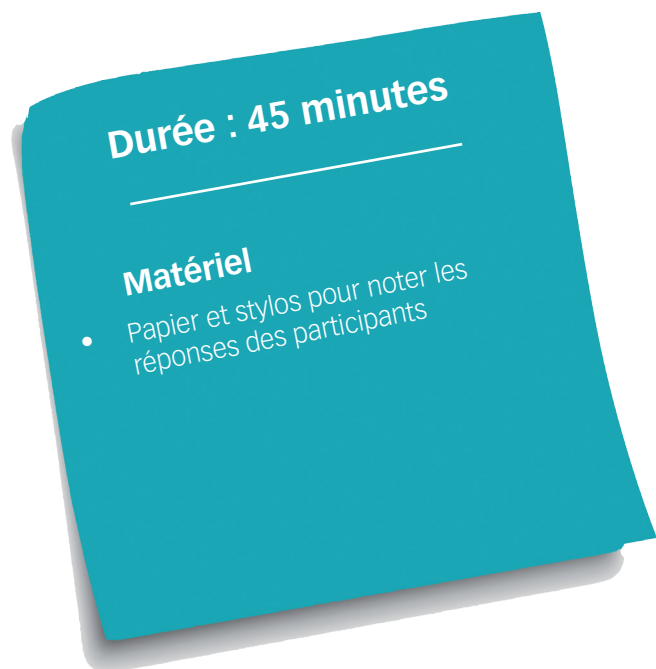 Durée : 45 minutes
Matériel
• Papier et stylos pour noter les
réponses des participants